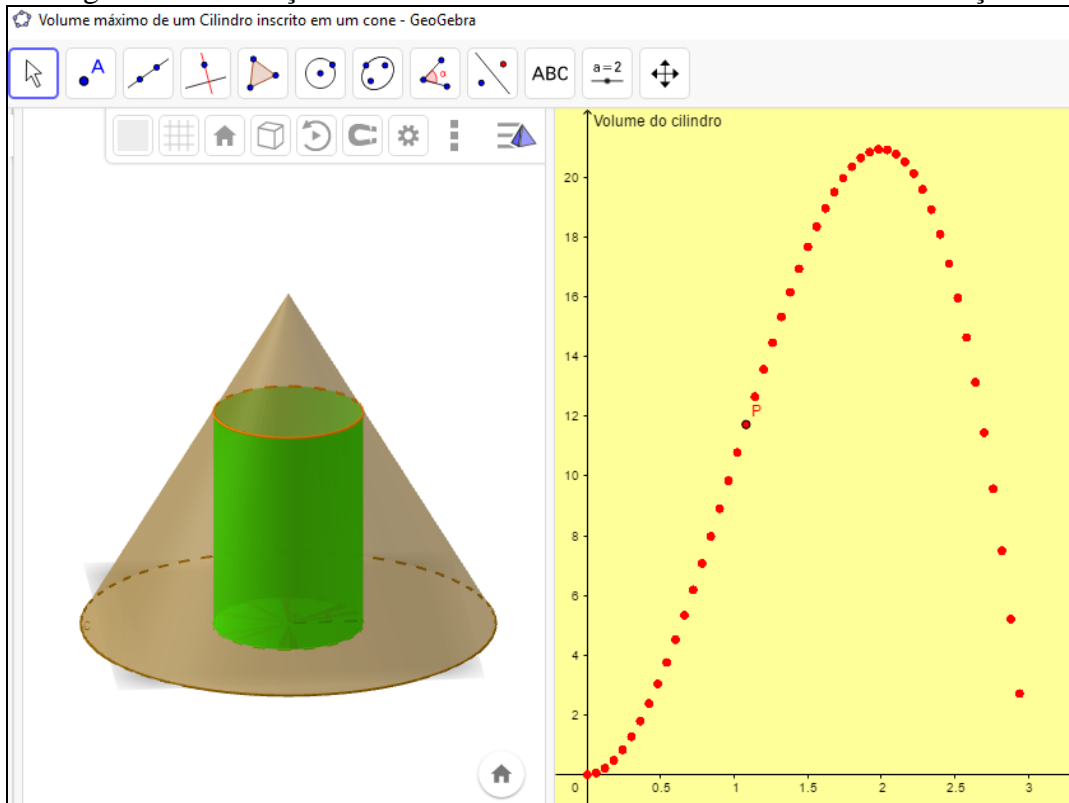 Volume máximo de um Cilindro inscrito em um cone - GeoGebra
A
α
ABC
a=2
Volume do cilindro
20
18
16
14
12
10
8
6
4
2
0
0.5
1
1.5
2
2.5
3
P
c